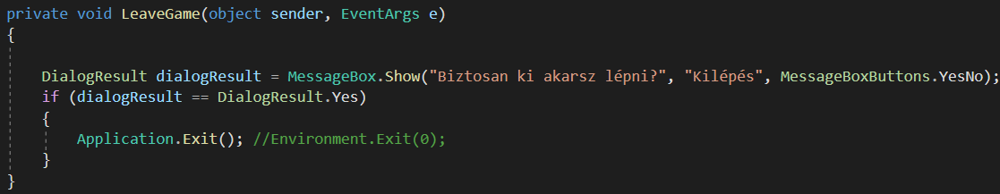 private void LeaveGame(object sender, EventArgs e)
{
DialogResult dialogResult = MessageBox.Show("Biztosan ki akarsz lépni?", "Kilépés", MessageBoxButtons.YesNo);
if (dialogResult == DialogResult.Yes)
{
Application.Exit(); //Environment.Exit(0);
}
}